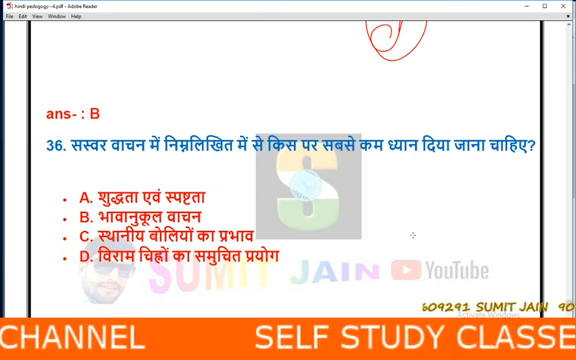 hindi pedogogy--4.pdf - Adobe Reader
File Edit View Window Help
ans- : B
36. सस्वर वाचन में निम्नलिखित में से किस पर सबसे कम ध्यान दिया जाना चाहिए?
• A. शुद्धता एवं स्पष्टता
• B. भावानुकूल वाचन
• C. स्थानीय बोलियों का प्रभाव
• D. विराम चिह्नों का समुचित प्रयोग
S
SUMIT JAIN YouTube
609291 SUMIT JAIN 90
Activate Windows
CHANNEL SELF STUDY CLASSE